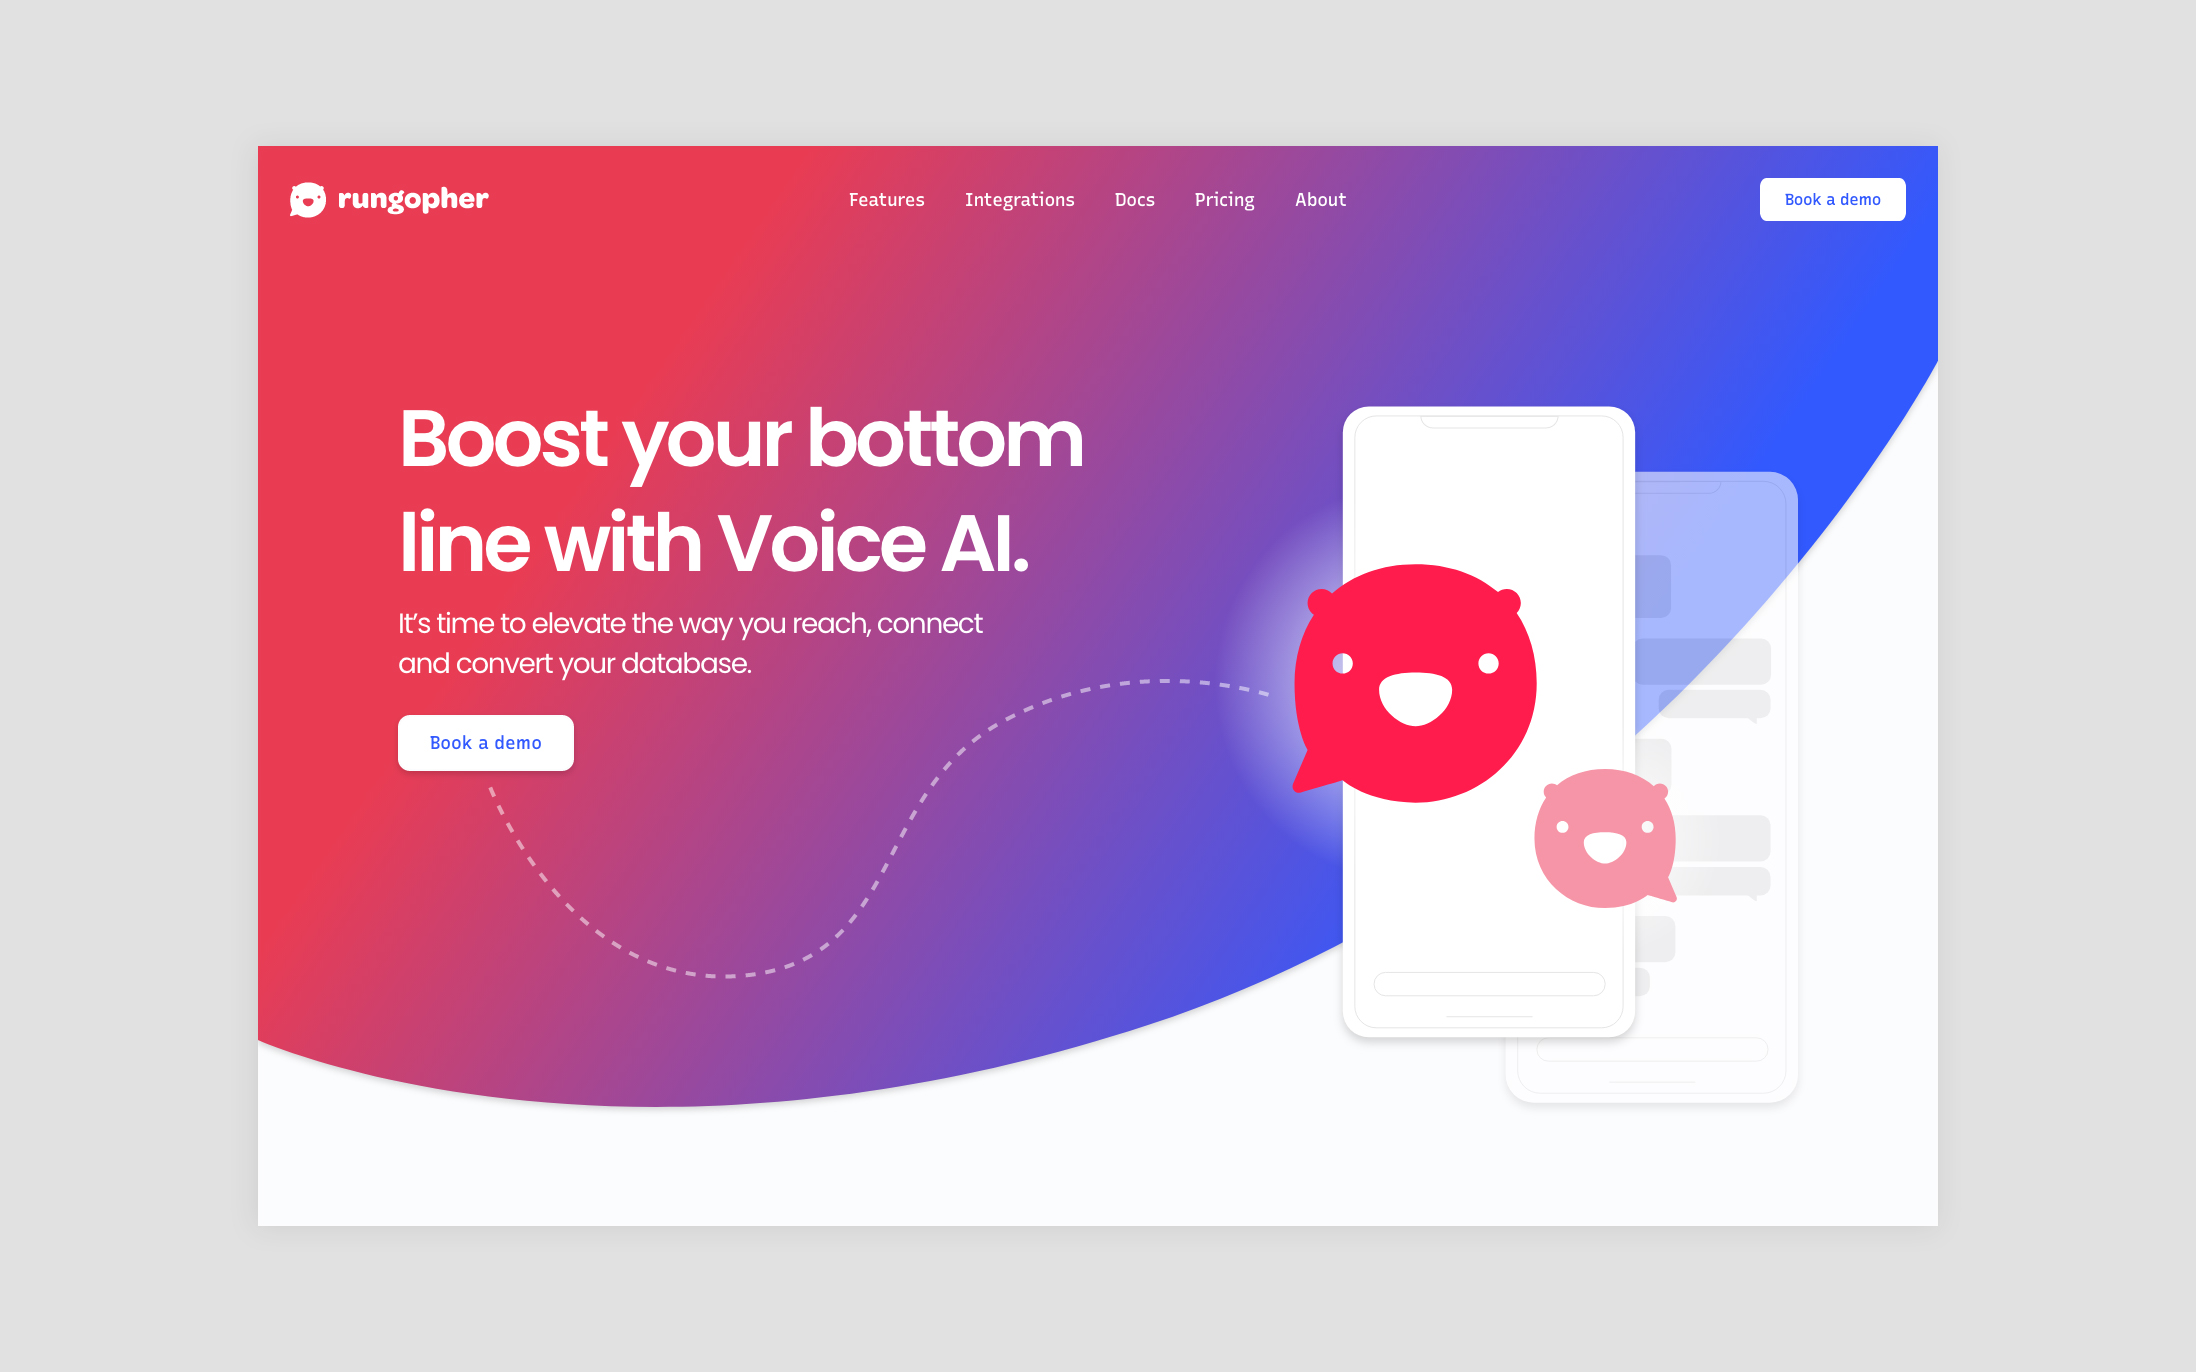 rungopher
Features Integrations Docs Pricing About
Book a demo
Boost your bottom
line with Voice AI.
It’s time to elevate the way you reach, connect
and convert your database.
Book a demo